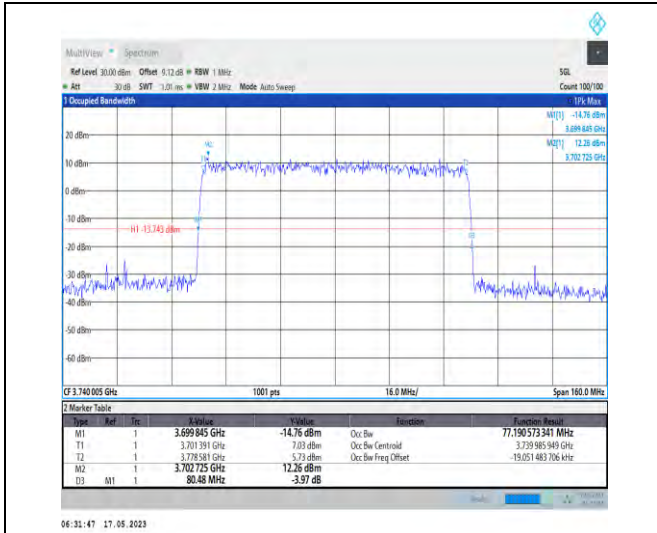 MultiView Spectrum
Ref Level 30.00 dBm Offset 9.12 dB RBW 1 MHz SGL
Att 30 dB SWT 1.01 ms VBW 2 MHz Mode Auto Sweep Count 100/100
1 Occupied Bandwidth 1Pk Max
M1[1] -14.76 dBm
3.699 845 GHz
20 dBm
M2[1] 12.26 dBm
3.702 725 GHz
M2
10 dBm
T1
0 dBm
-10 dBm
H1 -13.743 dBm
-20 dBm
-30 dBm
-40 dBm
-50 dBm
-60 dBm
CF 3.740 005 GHz 1001 pts 16.0 MHz/ Span 160.0 MHz
2 Marker Table
Type Ref Trc X-Value Y-Value Function Function Result
M1 1 3.699 845 GHz -14.76 dBm Occ Bw 77.190 573 341 MHz
T1 1 3.701 391 GHz 7.03 dBm Occ Bw Centroid 3.739 985 949 GHz
T2 1 3.778 581 GHz 5.73 dBm Occ Bw Freq Offset -19.051 483 706 kHz
M2 1 3.702 725 GHz 12.26 dBm
D3 M1 1 80.48 MHz -3.97 dB
06:31:47 17.05.2023